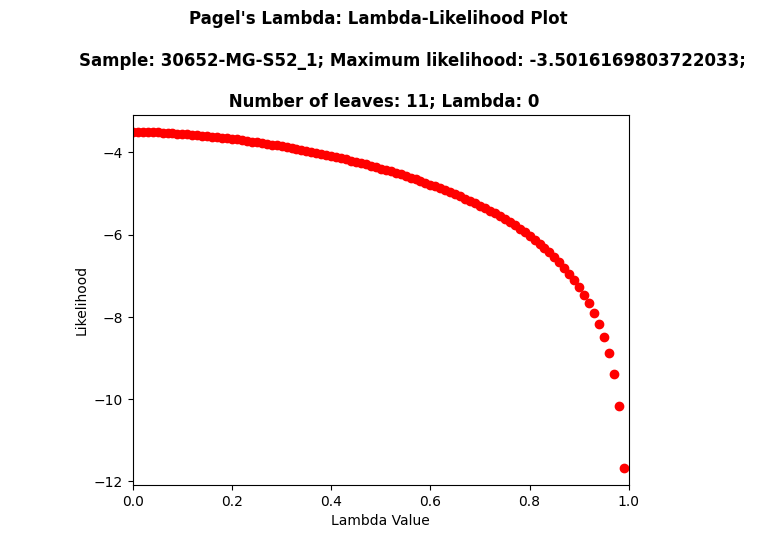 Pagel's Lambda: Lambda-Likelihood Plot
Sample: 30652-MG-S52_1; Maximum likelihood: -3.5016169803722033;
Number of leaves: 11; Lambda: 0
−4
−6
−8
−10
−12
Likelihood
0.0 0.2 0.4 0.6 0.8 1.0
Lambda Value